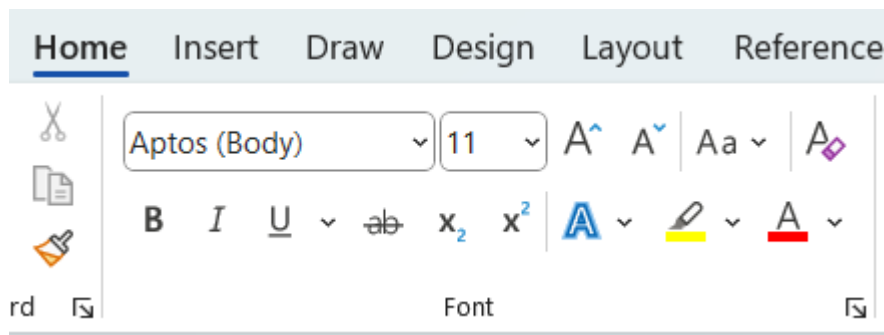 Home Insert Draw Design Layout Reference
Aptos (Body) 11 A A Aa A
B I U ab x₂ x² A A
rd Font